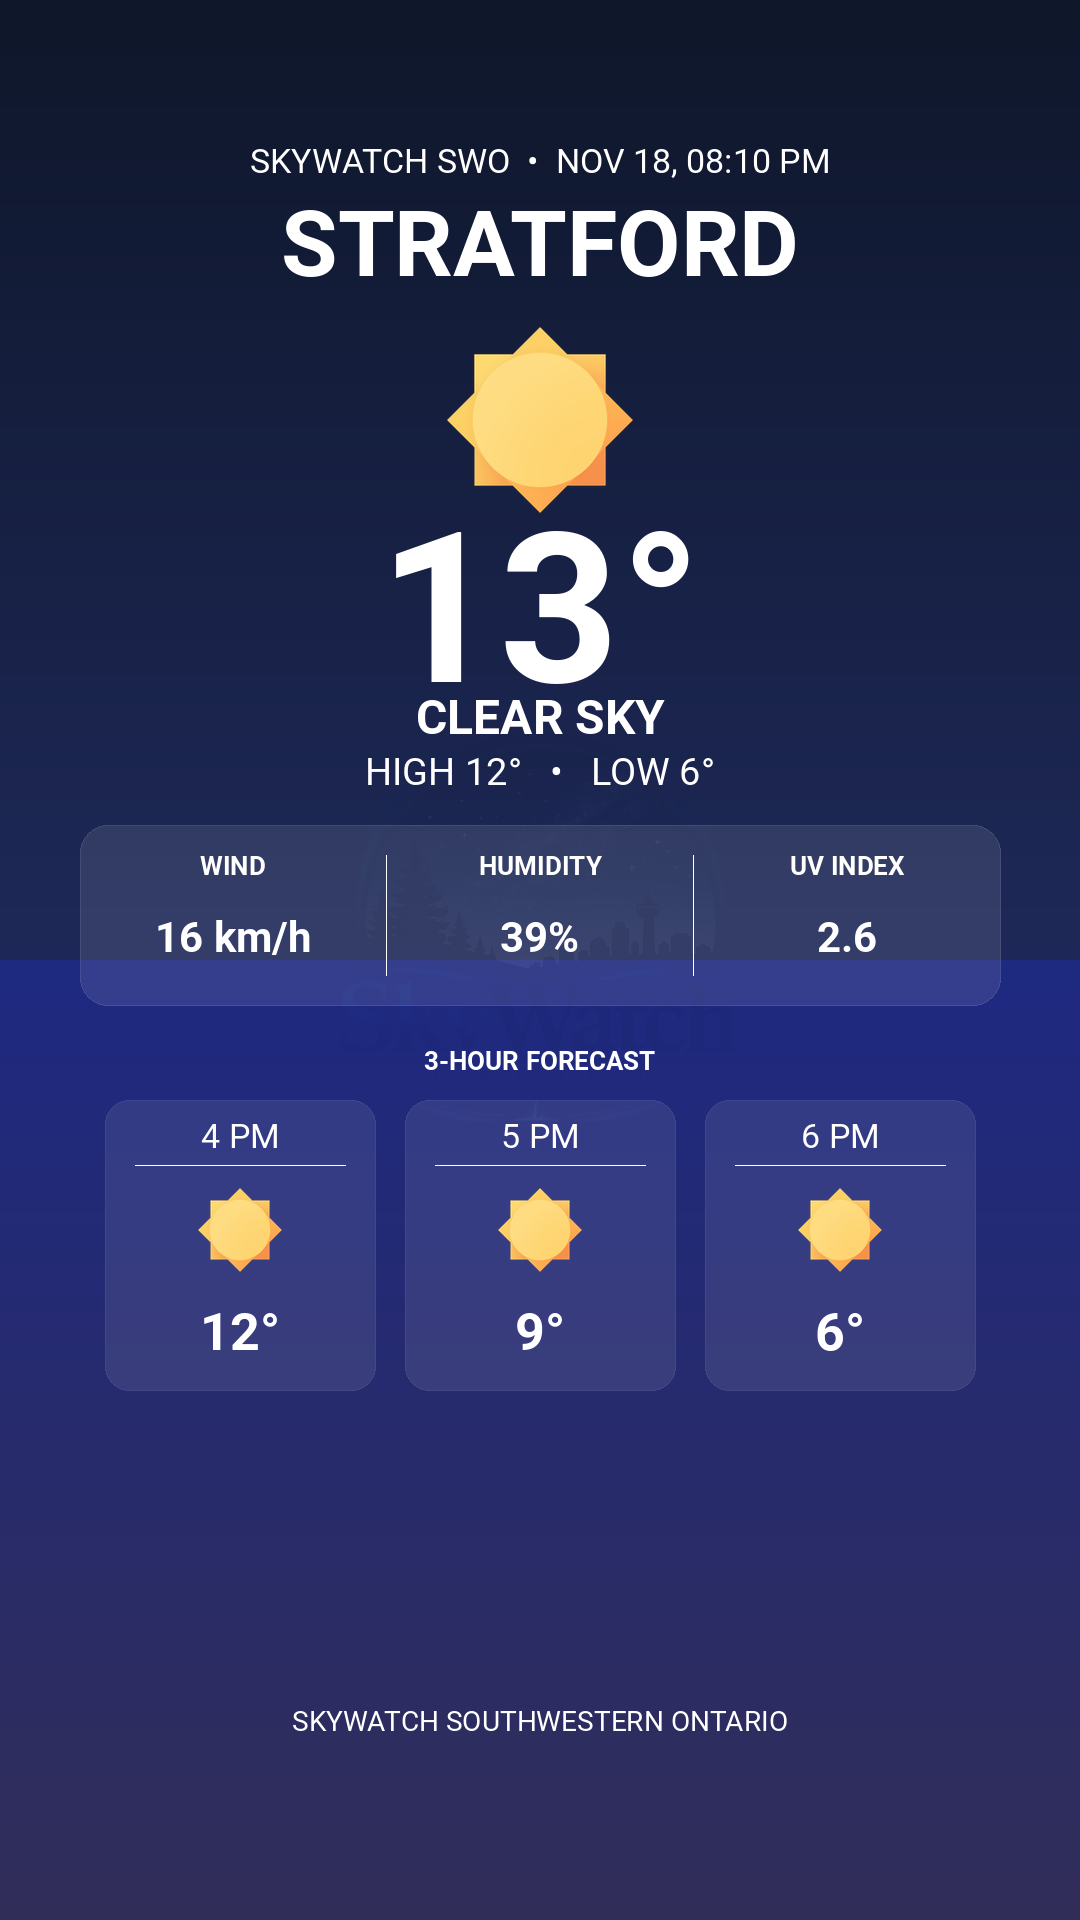 SKYWATCH SWO • NOV 18, 08:10 PM
STRATFORD
13°
CLEAR SKY
HIGH 12° • LOW 6°
WIND HUMIDITY UV INDEX
16 km/h 39% 2.6
SkyWatch
3-HOUR FORECAST
4 PM 5 PM 6 PM
12° 9° 6°
SKYWATCH SOUTHWESTERN ONTARIO